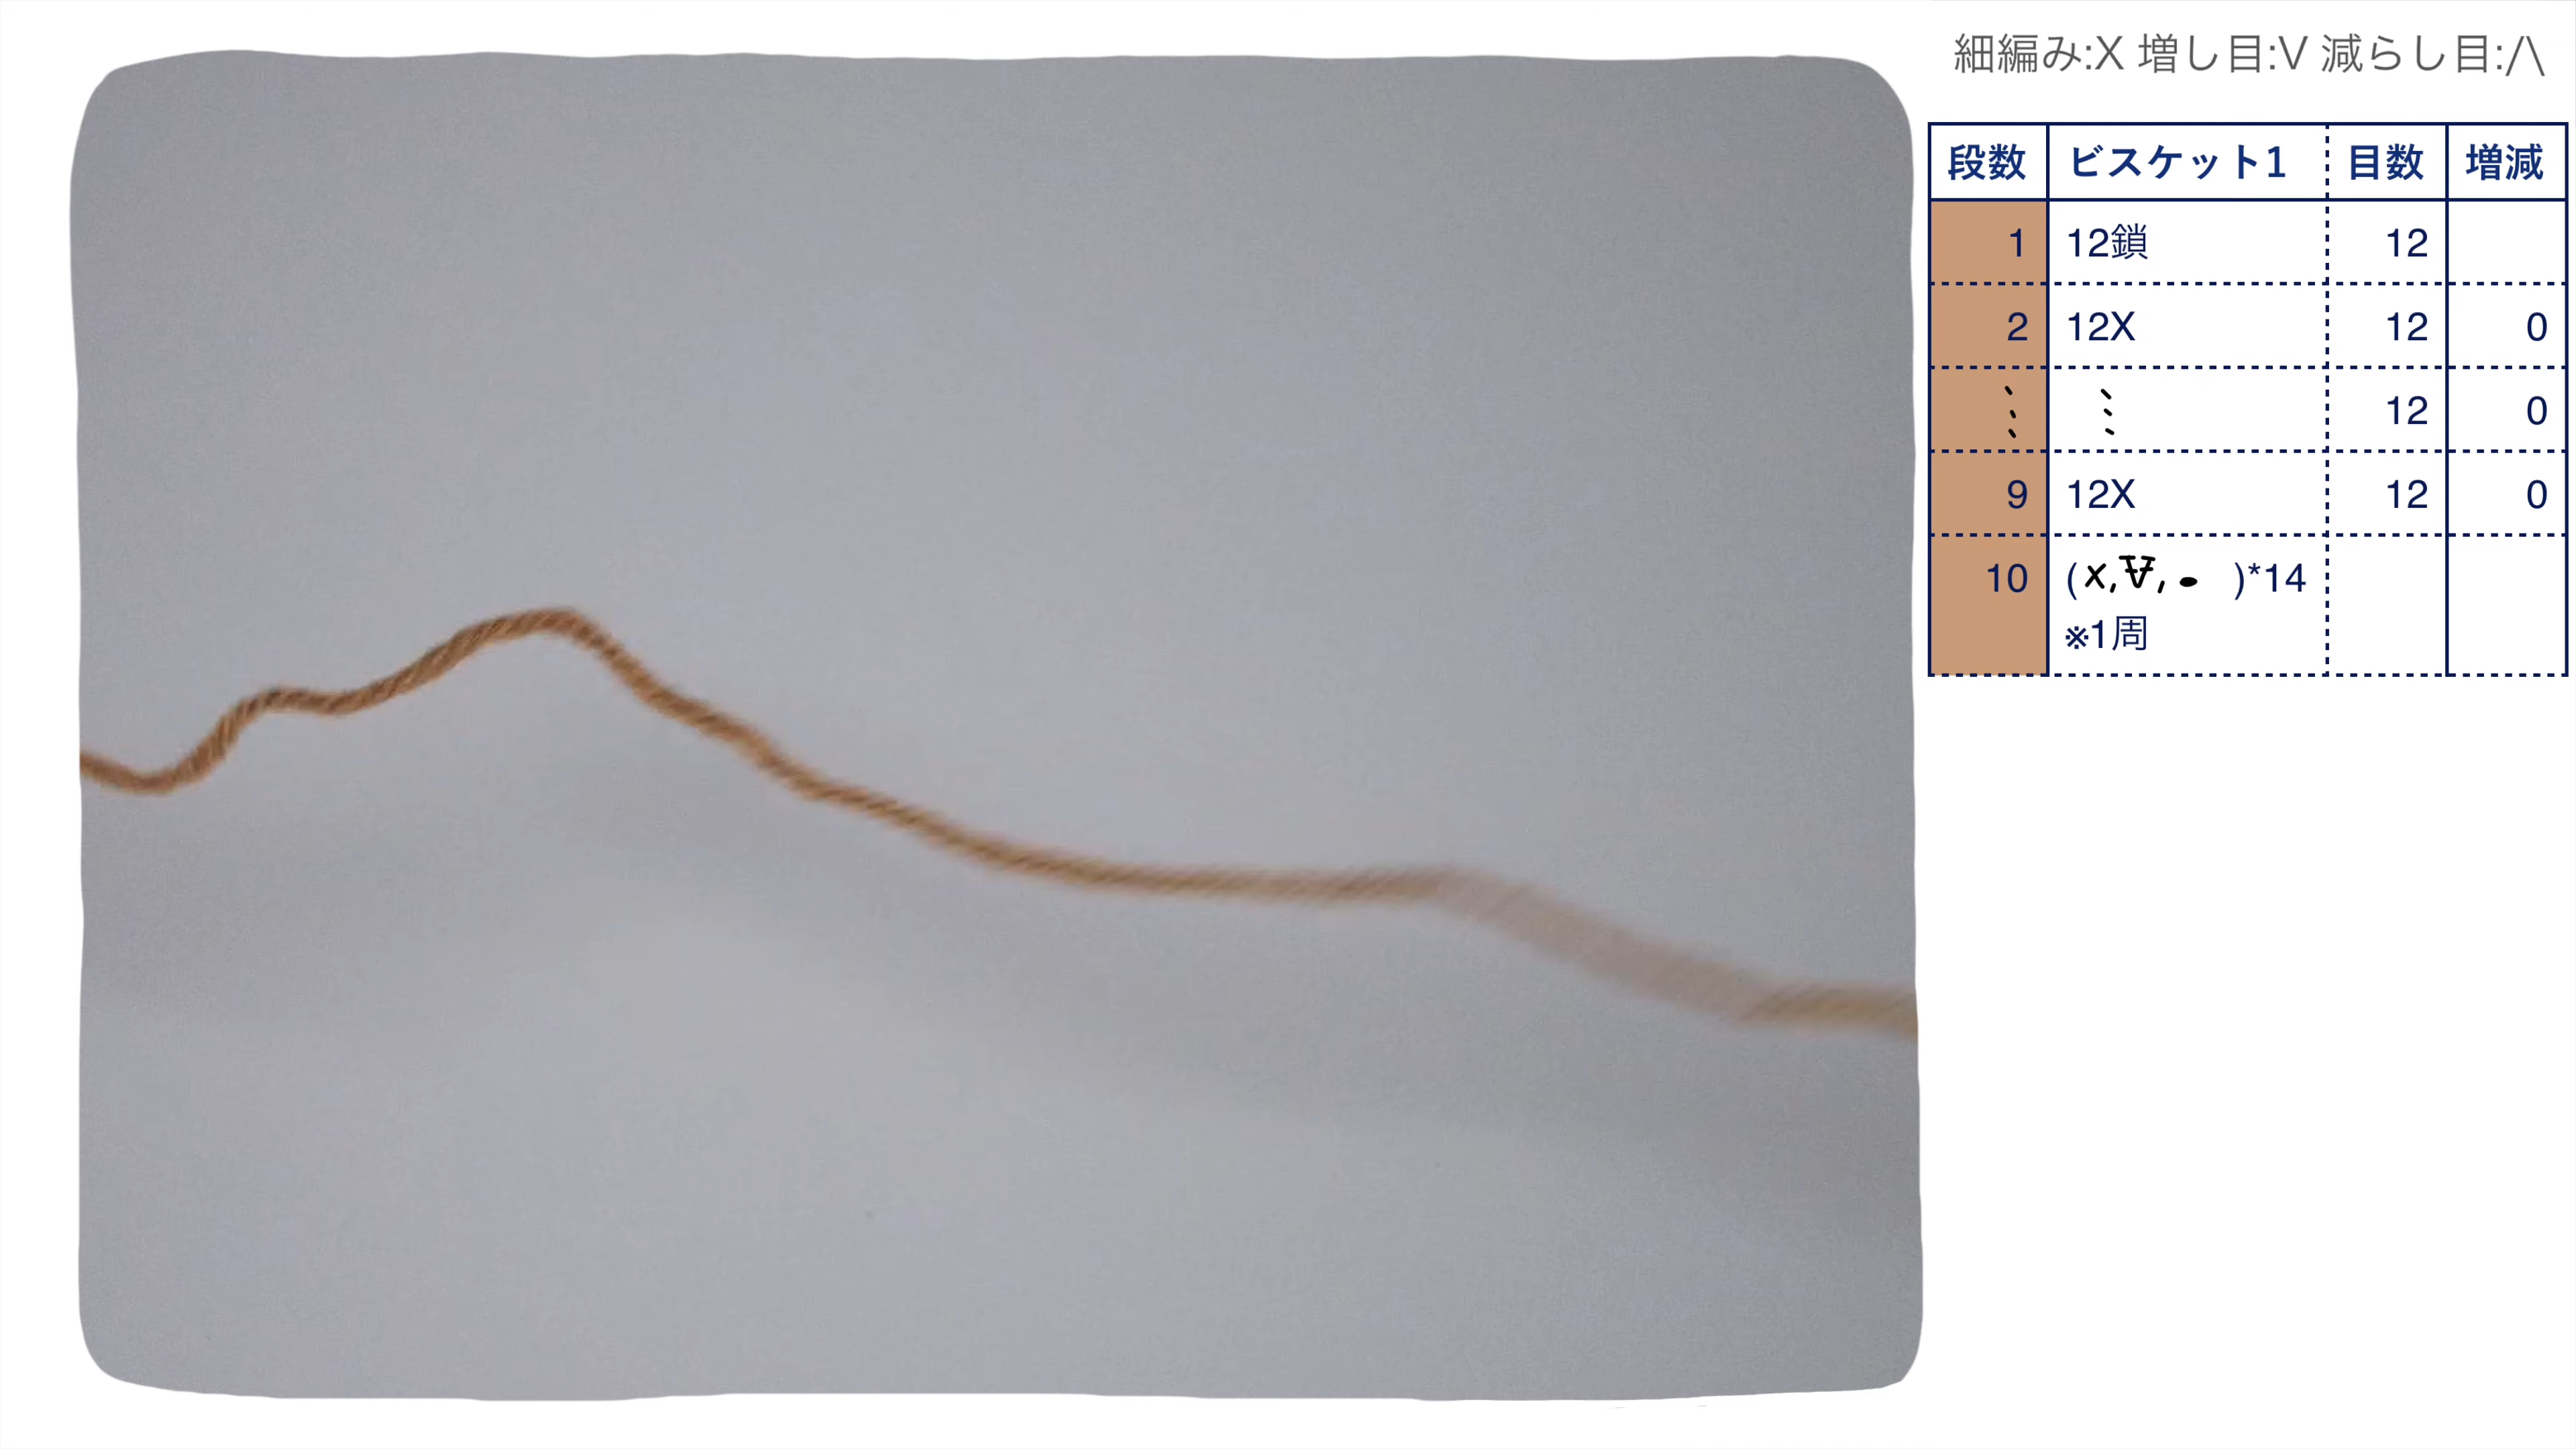 細編み:X 増し目:V 減らし目:/\
段数 ビスケット1 目数 増減
1 12鎖 12
2 12X 12 0
⋮ ⋮ 12 0
9 12X 12 0
10 (X,V, )*14
※1周